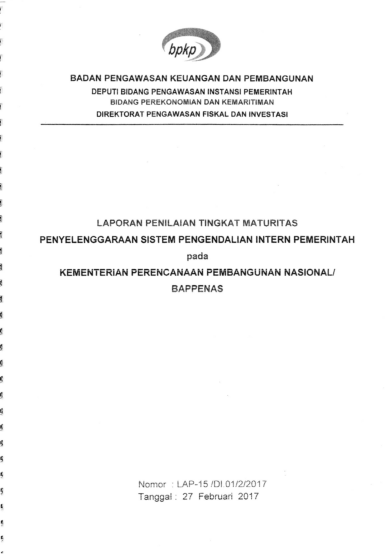 bpkp
BADAN PENGAWASAN KEUANGAN DAN PEMBANGUNAN
DEPUTI BIDANG PENGAWASAN INSTANSI PEMERINTAH
BIDANG PEREKONOMIAN DAN KEMARITIMAN
DIREKTORAT PENGAWASAN FISKAL DAN INVESTASI
LAPORAN PENILAIAN TINGKAT MATURITAS
PENYELENGGARAAN SISTEM PENGENDALIAN INTERN PEMERINTAH
pada
KEMENTERIAN PERENCANAAN PEMBANGUNAN NASIONAL/
BAPPENAS
Nomor : LAP-15 /DI 01/2/2017
Tanggal : 27 Februari 2017